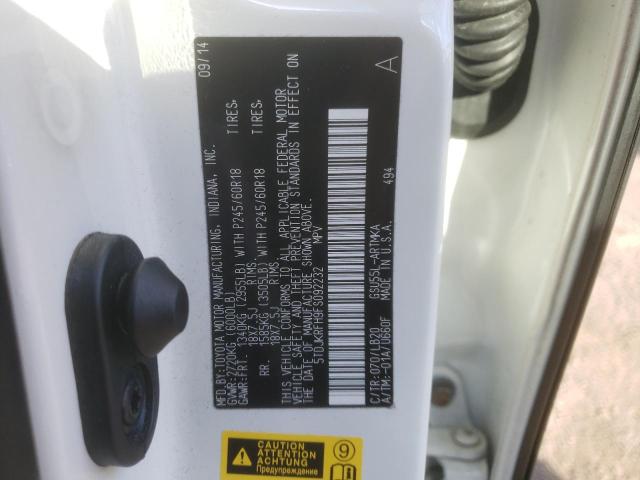 MFD.BY:TOYOTA MOTOR MANUFACTURING, INDIANA, INC. 09/14
GVWR:2720KG (6000LB)
GAWR:FRT. 1340KG (2955LB) WITH P245/60R18 TIRES,
18X7.5J RIMS.
RR. 1585KG (3505LB) WITH P245/60R18 TIRES,
18X7.5J RIMS.
THIS VEHICLE CONFORMS TO ALL APPLICABLE FEDERAL MOTOR
VEHICLE SAFETY AND THEFT PREVENTION STANDARDS IN EFFECT ON
THE DATE OF MANUFACTURE SHOWN ABOVE.
5TDJKRFH9FS092232 MPV A
C/TR:070/LB20 GSU55L-ARTMKA
A/TM:-01A/U660F MADE IN U.S.A. 494
CAUTION
ATTENTION
ACHTUNG
Предупреждение
9